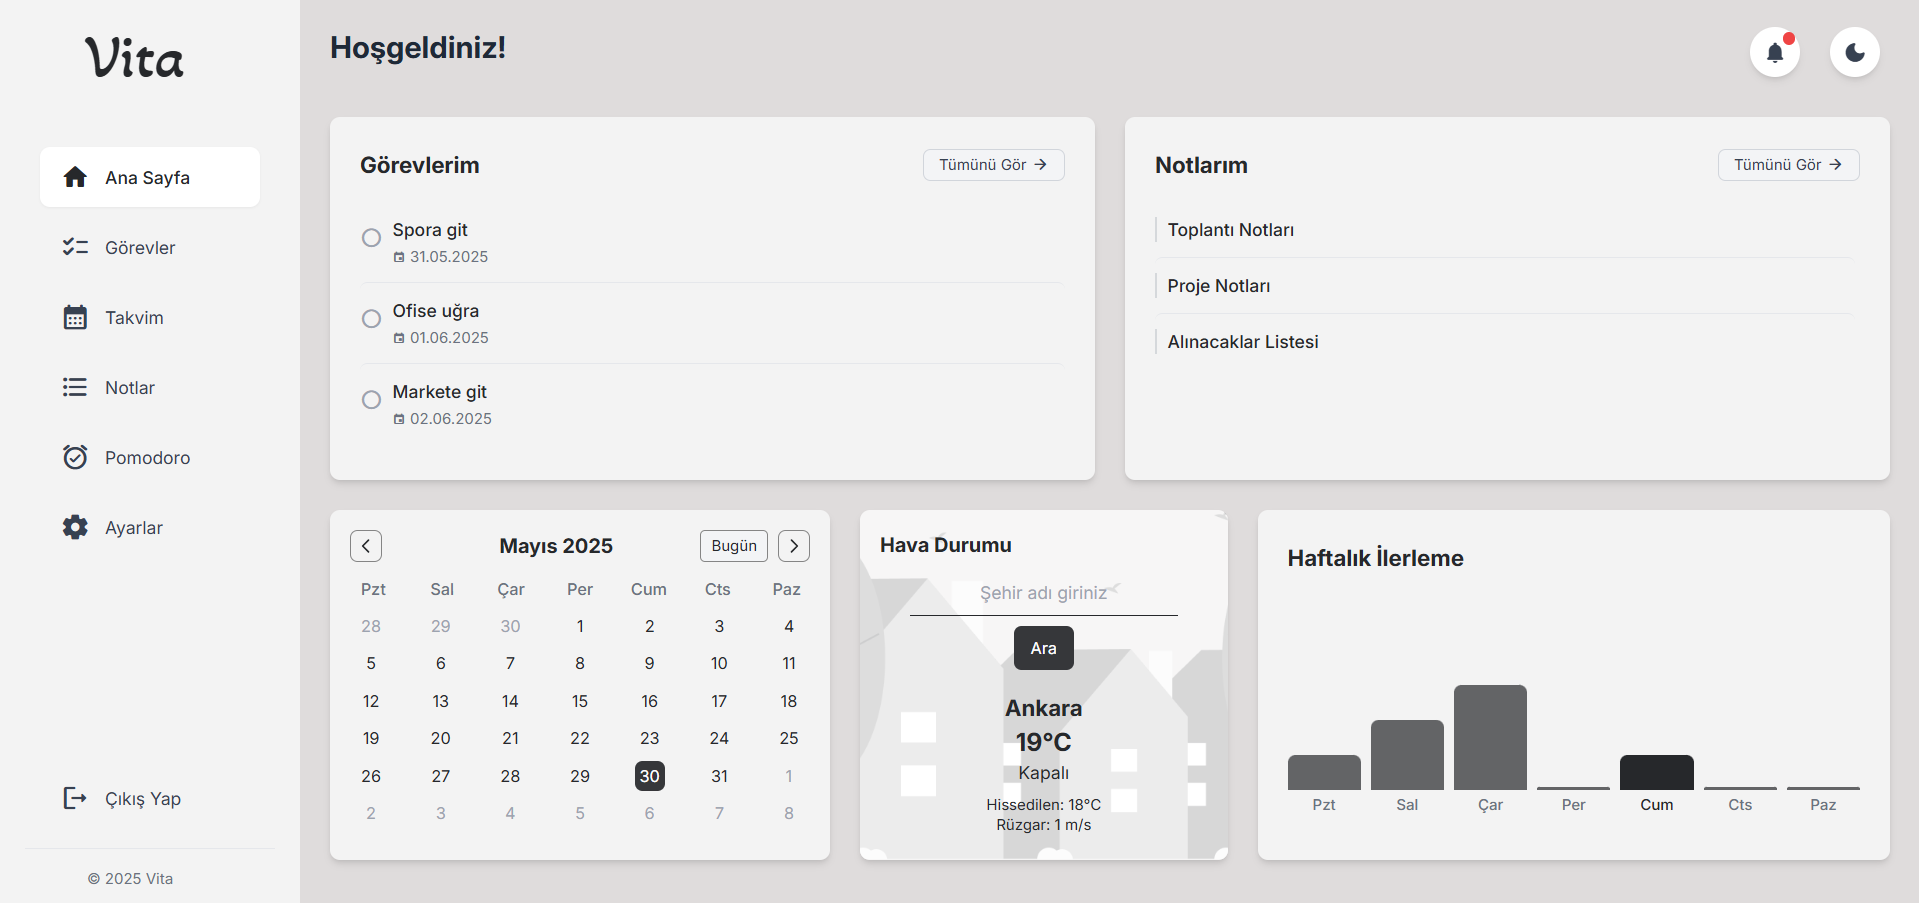 Vita
Ana Sayfa
Görevler
Takvim
Notlar
Pomodoro
Ayarlar
Çıkış Yap
© 2025 Vita
Hoşgeldiniz!
Görevlerim
Tümünü Gör →
Spora git
31.05.2025
Ofise uğra
01.06.2025
Markete git
02.06.2025
Notlarım
Tümünü Gör →
Toplantı Notları
Proje Notları
Alınacaklar Listesi
Mayıs 2025
Bugün
Pzt Sal Çar Per Cum Cts Paz
28 29 30 1 2 3 4
5 6 7 8 9 10 11
12 13 14 15 16 17 18
19 20 21 22 23 24 25
26 27 28 29 30 31 1
2 3 4 5 6 7 8
Hava Durumu
Şehir adı giriniz
Ara
Ankara
19°C
Kapalı
Hissedilen: 18°C
Rüzgar: 1 m/s
Haftalık İlerleme
Pzt Sal Çar Per Cum Cts Paz